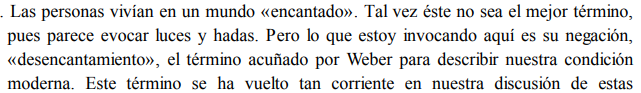 . Las personas vivían en un mundo «encantado». Tal vez éste no sea el mejor término,
pues parece evocar luces y hadas. Pero lo que estoy invocando aquí es su negación,
«desencantamiento», el término acuñado por Weber para describir nuestra condición
moderna. Este término se ha vuelto tan corriente en nuestra discusión de estas